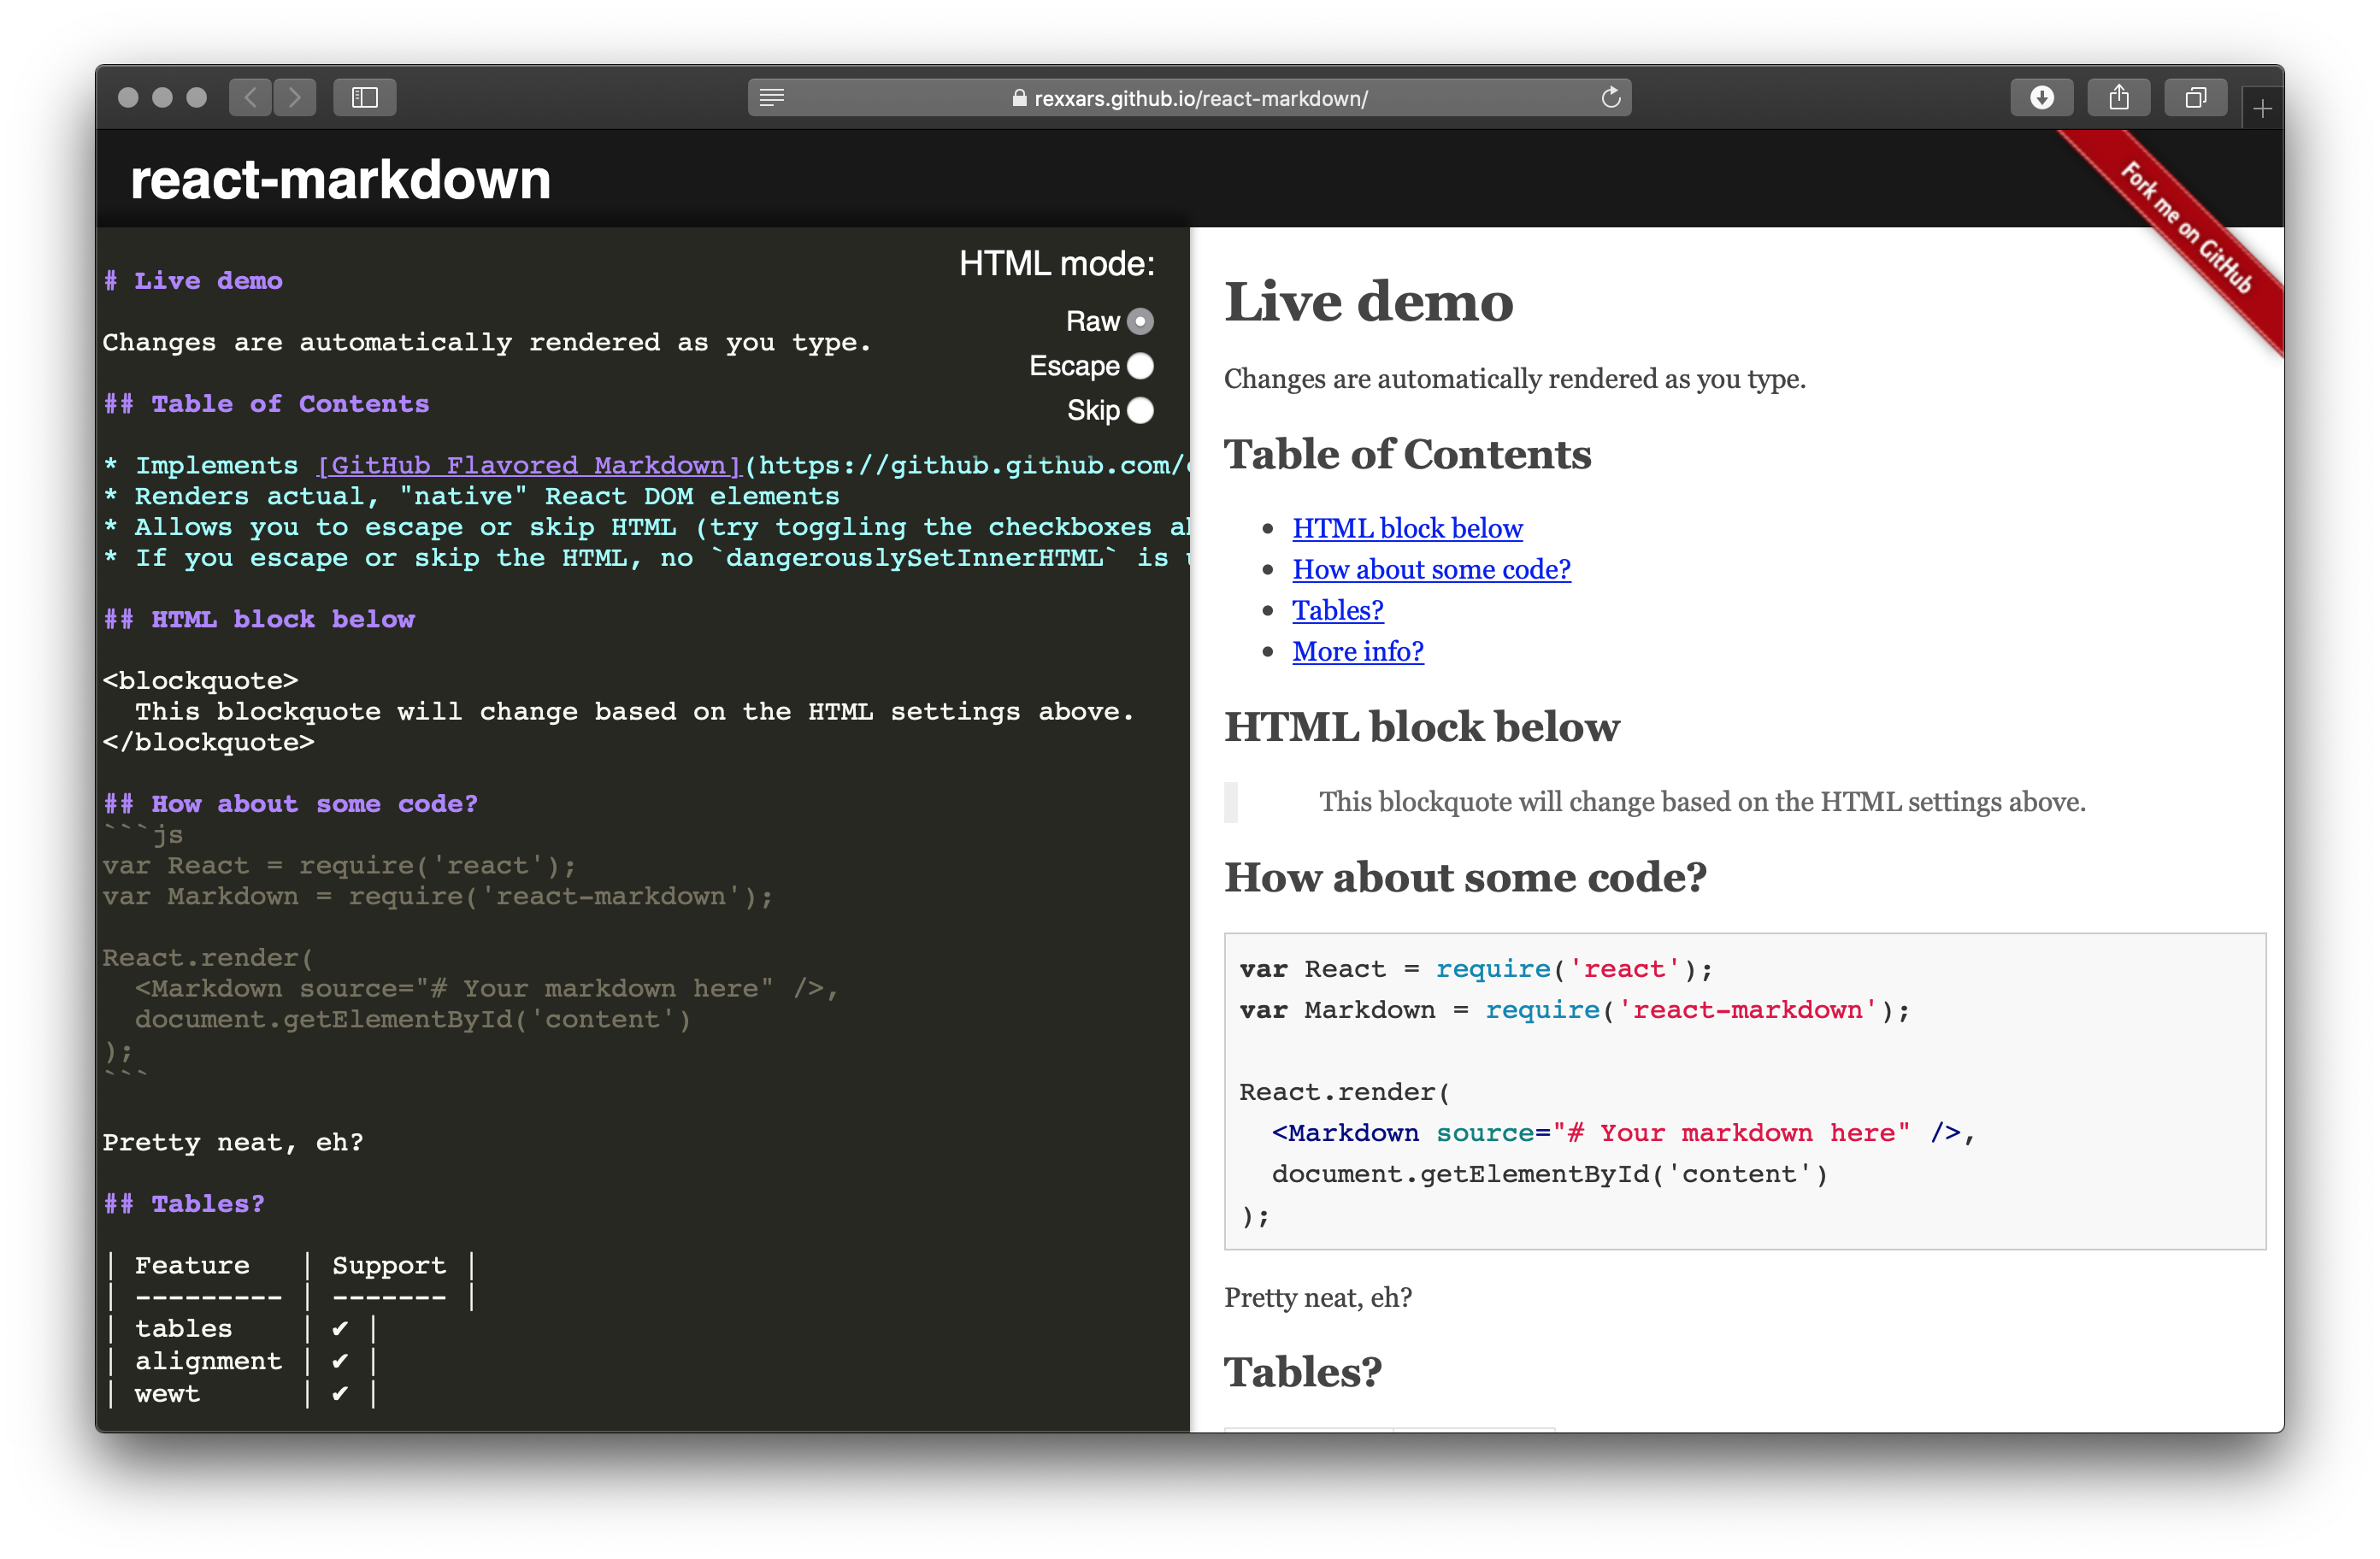 rexxars.github.io/react-markdown/
react-markdown
Fork me on GitHub
HTML mode:
Raw
Escape
Skip
# Live demo
Changes are automatically rendered as you type.
## Table of Contents
* Implements [GitHub Flavored Markdown](https://github.github.com/
* Renders actual, "native" React DOM elements
* Allows you to escape or skip HTML (try toggling the checkboxes
* If you escape or skip the HTML, no `dangerouslySetInnerHTML` is
## HTML block below
<blockquote>
  This blockquote will change based on the HTML settings above.
</blockquote>
## How about some code?
```js
var React = require('react');
var Markdown = require('react-markdown');
React.render(
  <Markdown source="# Your markdown here" />,
  document.getElementById('content')
);
```
Pretty neat, eh?
## Tables?
| Feature   | Support |
| --------- | ------- |
| tables    | ✔ |
| alignment | ✔ |
| wewt      | ✔ |
Live demo
Changes are automatically rendered as you type.
Table of Contents
• HTML block below
• How about some code?
• Tables?
• More info?
HTML block below
This blockquote will change based on the HTML settings above.
How about some code?
var React = require('react');
var Markdown = require('react-markdown');
React.render(
  <Markdown source="# Your markdown here" />,
  document.getElementById('content')
);
Pretty neat, eh?
Tables?